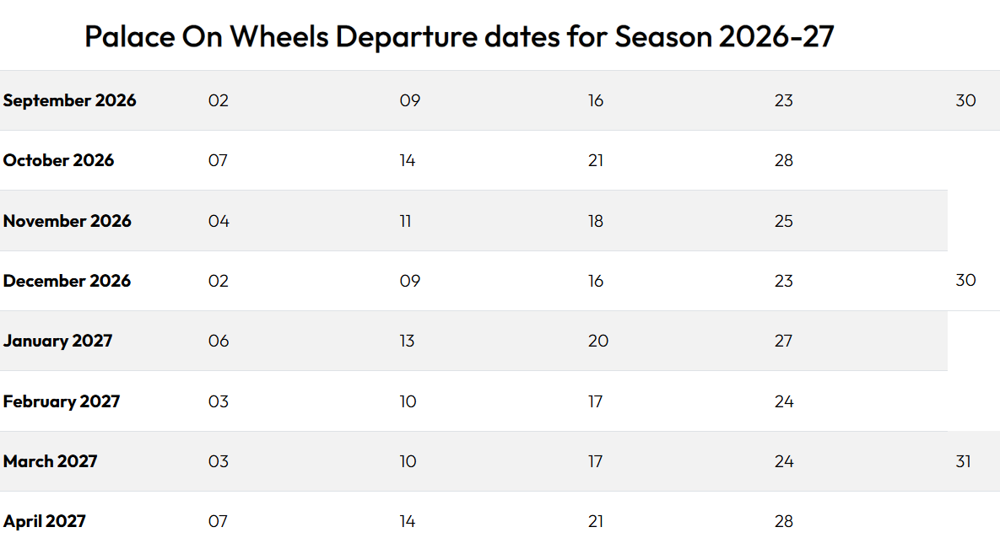 Palace On Wheels Departure dates for Season 2026-27
September 2026 02 09 16 23 30
October 2026 07 14 21 28
November 2026 04 11 18 25
December 2026 02 09 16 23 30
January 2027 06 13 20 27
February 2027 03 10 17 24
March 2027 03 10 17 24 31
April 2027 07 14 21 28